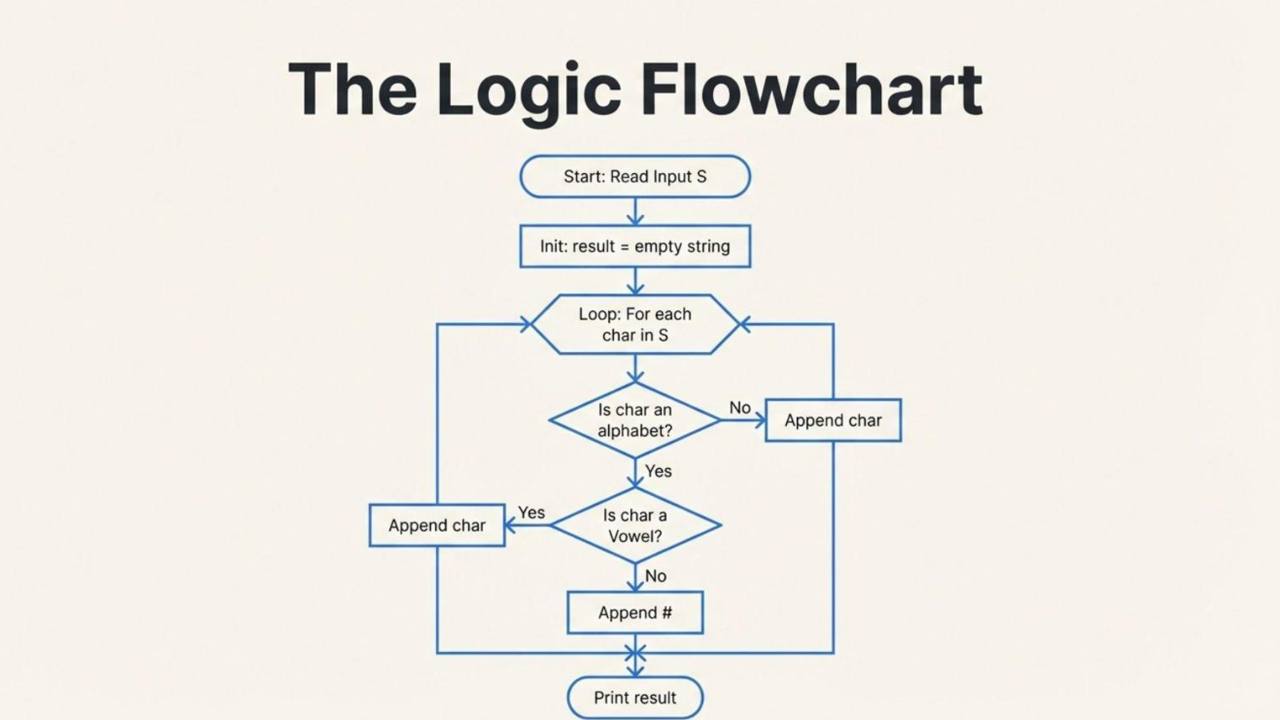 The Logic Flowchart
Start: Read Input S
Init: result = empty string
Loop: For each
char in S
Is char an
alphabet?
No
Append char
Yes
Is char a
Vowel?
Yes
Append char
No
Append #
Print result